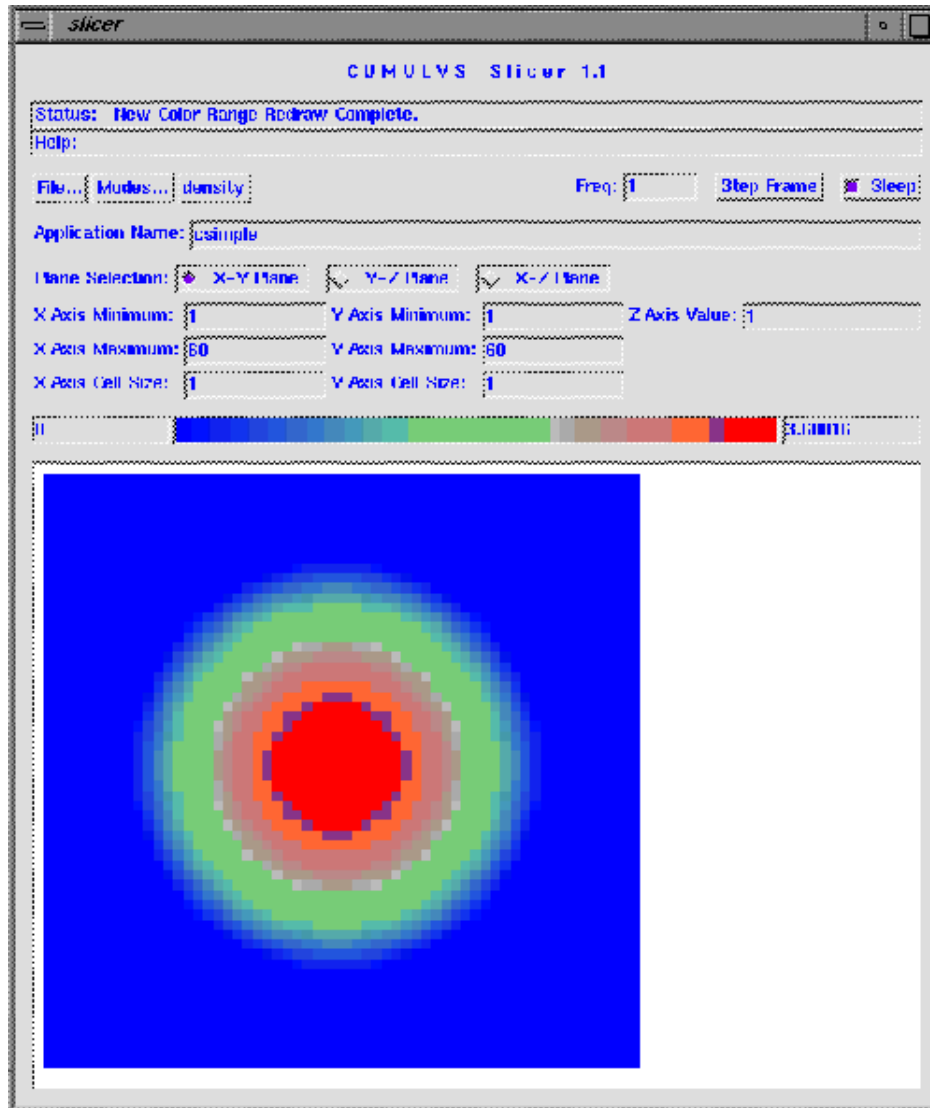 slicer
CUMULVS Slicer 1.1
Status: New Color Range Redraw Complete.
Help:
File... Modes... density Freq: 1 Step Frame Sleep
Application Name: csimple
Plane Selection: X-Y Plane Y-Z Plane X-Z Plane
X Axis Minimum: 1 Y Axis Minimum: 1 Z Axis Value: 1
X Axis Maximum: 60 Y Axis Maximum: 60
X Axis Cell Size: 1 Y Axis Cell Size: 1
0